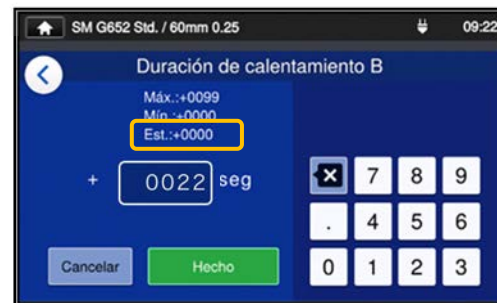 SM G652 Std. / 60mm 0.25 09:22
Duración de calentamiento B
Máx.:+0099
Mín.:+0000
Est.:+0000
+ 0022 seg
7 8 9
. 4 5 6
Cancelar Hecho 0 1 2 3